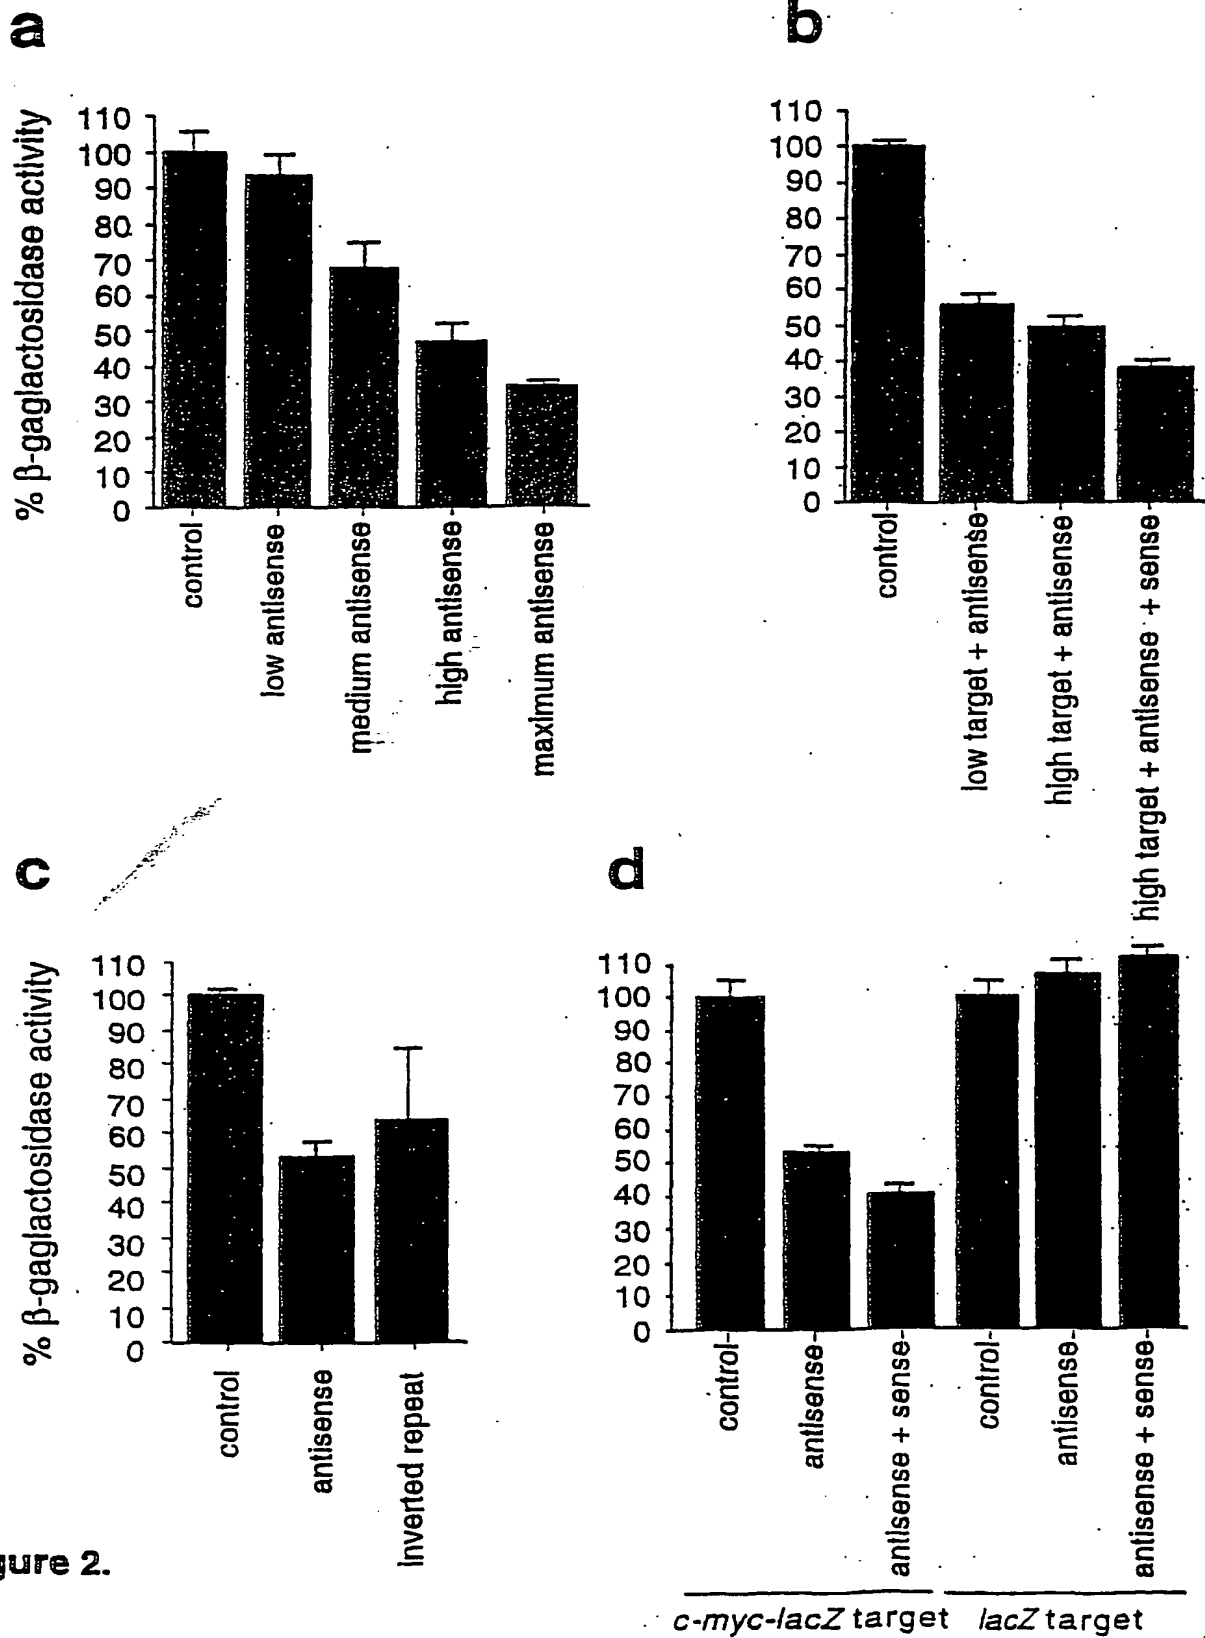 a
% β-gaglactosidase activity
110
100
90
80
70
60
50
40
30
20
10
0
control
low antisense
medium antisense
high antisense
maximum antisense
b
110
100
90
80
70
60
50
40
30
20
10
0
control
low target + antisense
high target + antisense
high target + antisense + sense
c
% β-gaglactosidase activity
110
100
90
80
70
60
50
40
30
20
10
0
control
antisense
Inverted repeat
d
110
100
90
80
70
60
50
40
30
20
10
0
control
antisense
antisense + sense
control
antisense
antisense + sense
c-myc-lacZ target
lacZ target
gure 2.